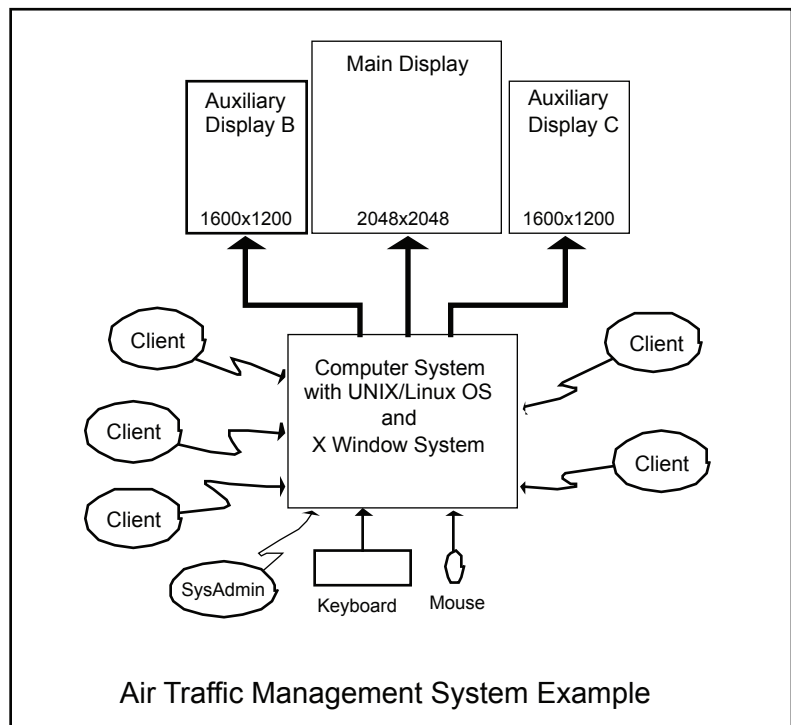 Main Display
Auxiliary
Display B
Auxiliary
Display C
1600x1200
2048x2048
1600x1200
Client
Client
Computer System
with UNIX/Linux OS
and
X Window System
Client
Client
Client
SysAdmin
Keyboard
Mouse
Air Traffic Management System Example